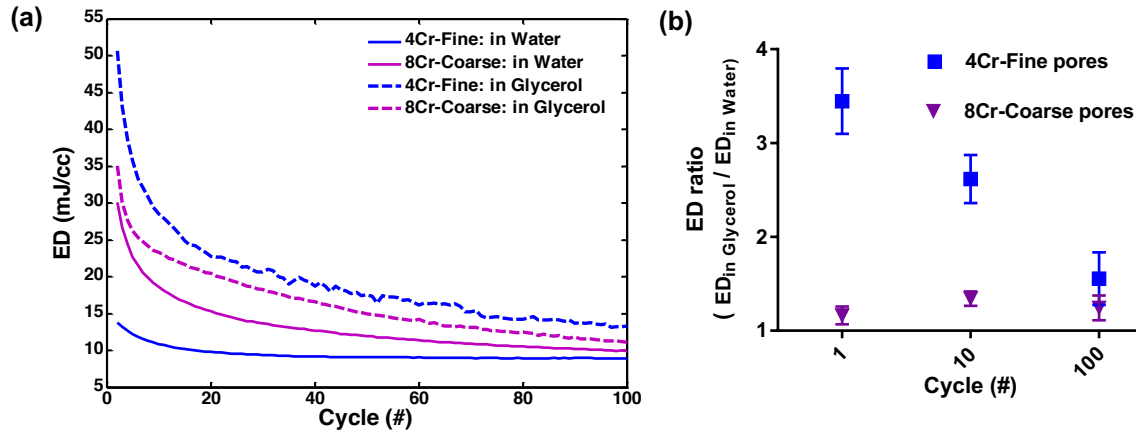 (a)
55
50
45
40
35
30
25
20
15
10
5
ED (mJ/cc)
20
40
60
80
100
Cycle (#)
4Cr-Fine: in Water
8Cr-Coarse: in Water
4Cr-Fine: in Glycerol
8Cr-Coarse: in Glycerol
(b)
4
3
2
1
ED ratio
( ED in Glycerol / ED in Water )
1
10
100
Cycle (#)
4Cr-Fine pores
8Cr-Coarse pores